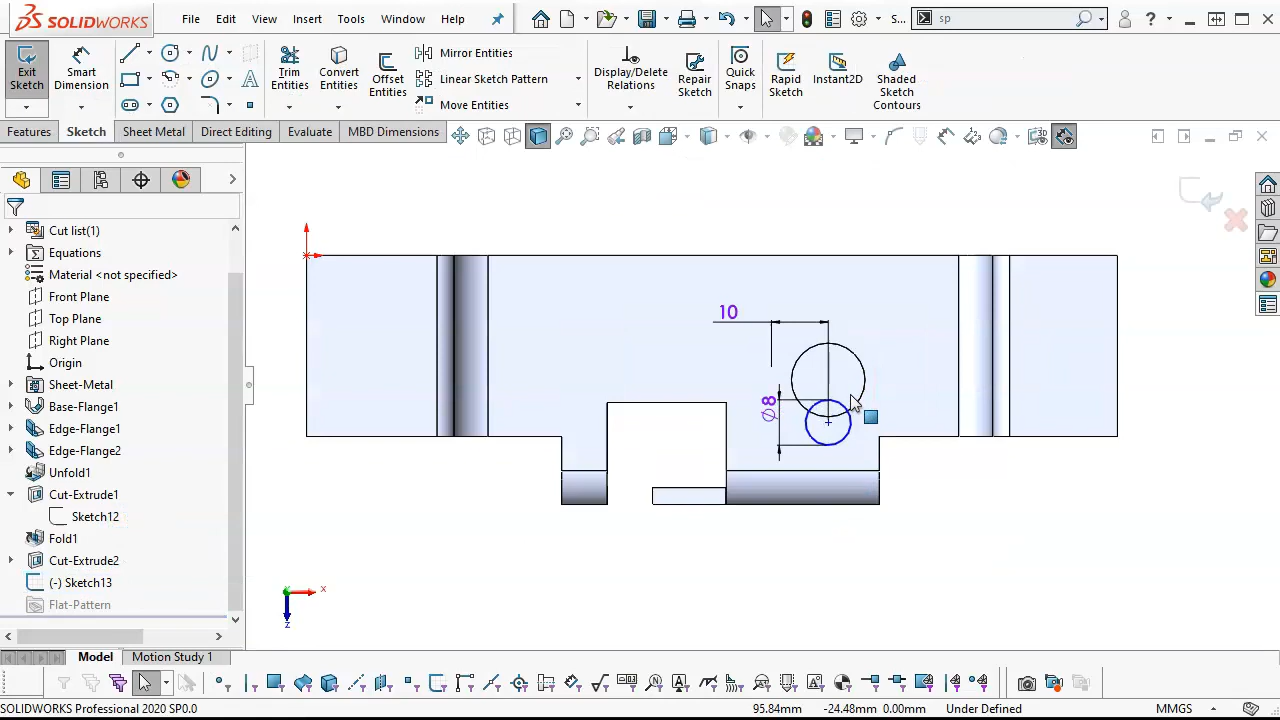 SOLIDWORKS File Edit View Insert Tools Window Help S... sp
Exit Sketch
Smart Dimension
Trim Entities
Convert Entities
Offset Entities
Mirror Entities
Linear Sketch Pattern
Move Entities
Display/Delete Relations
Repair Sketch
Quick Snaps
Rapid Sketch
Instant2D
Shaded Sketch Contours
Features Sketch Sheet Metal Direct Editing Evaluate MBD Dimensions
Cut list(1)
Equations
Material <not specified>
Front Plane
Top Plane
Right Plane
Origin
Sheet-Metal
Base-Flange1
Edge-Flange1
Edge-Flange2
Unfold1
Cut-Extrude1
Sketch12
Fold1
Cut-Extrude2
(-) Sketch13
Flat-Pattern
10
⌀8
x
Y
z
Model Motion Study 1
SOLIDWORKS Professional 2020 SP0.0 95.84mm -24.48mm 0.00mm Under Defined MMGS